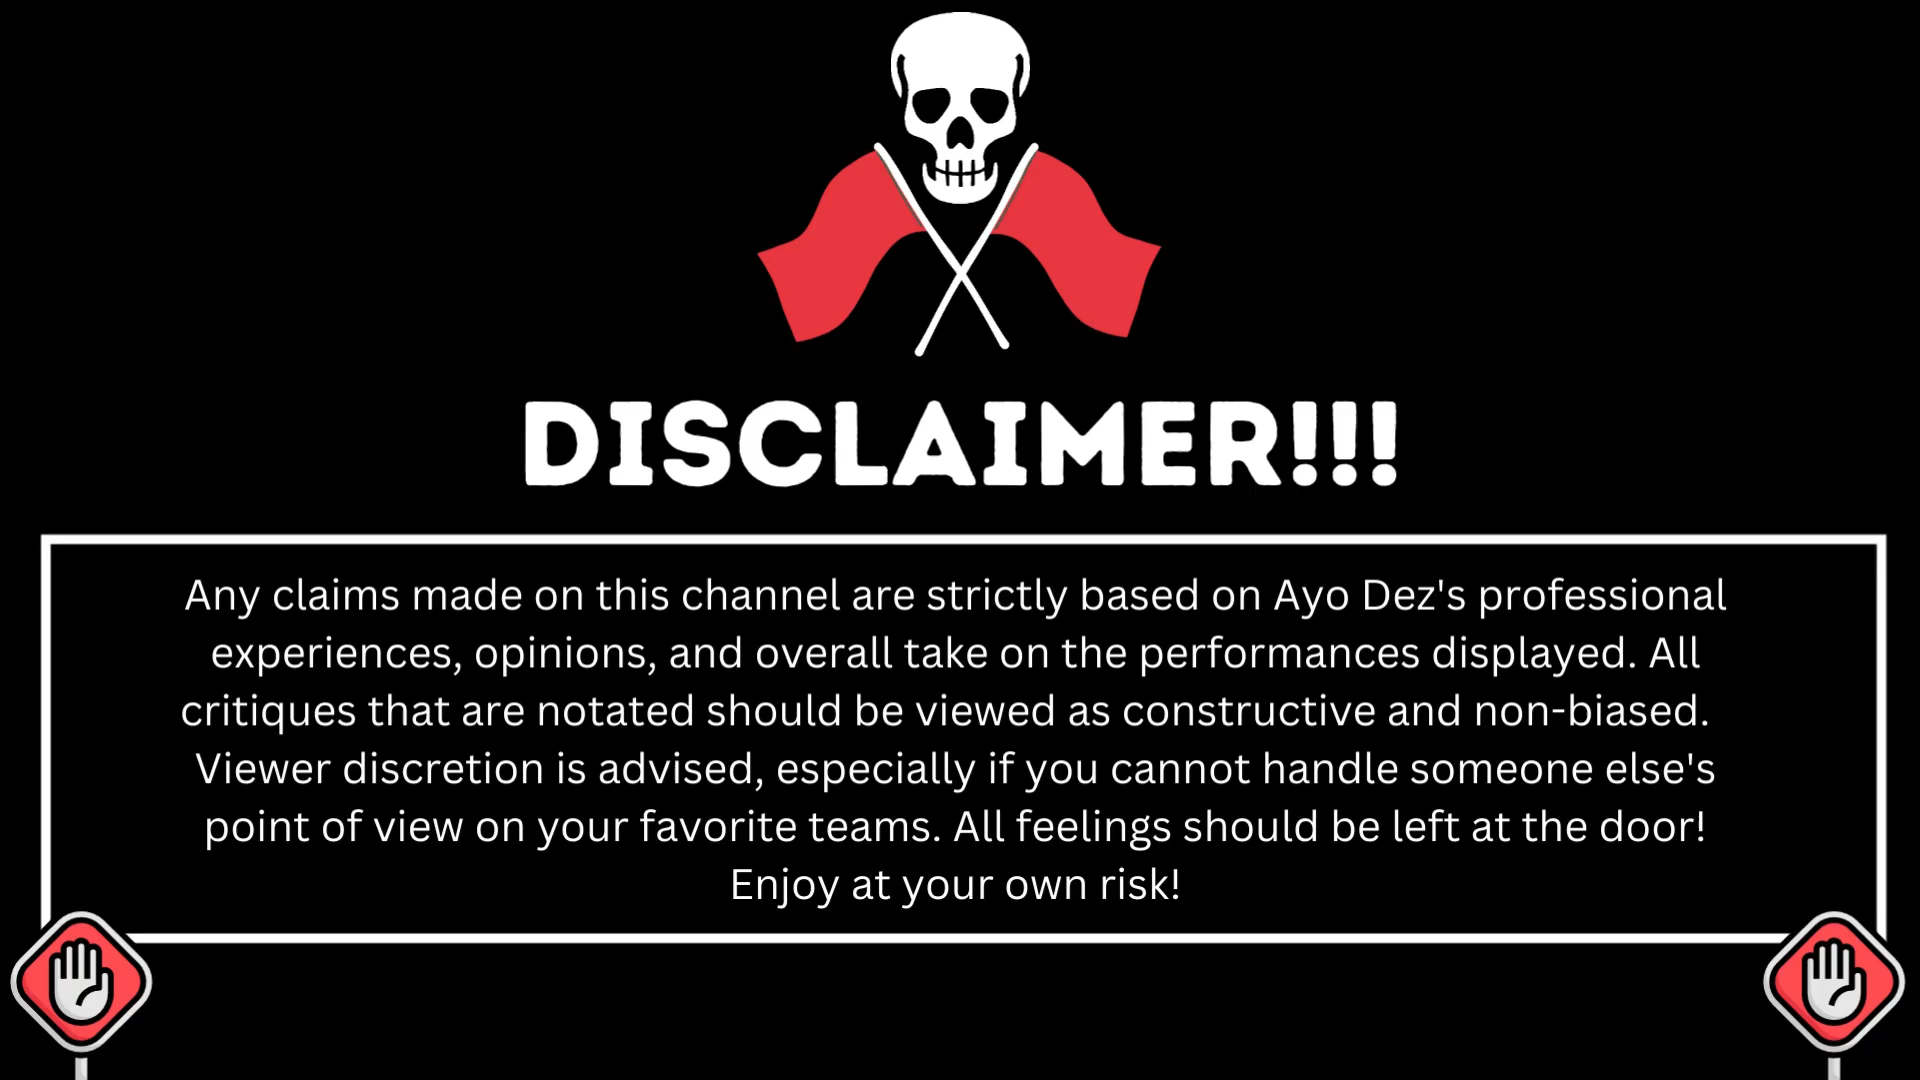 DISCLAIMER!!!
Any claims made on this channel are strictly based on Ayo Dez's professional
experiences, opinions, and overall take on the performances displayed. All
critiques that are notated should be viewed as constructive and non-biased.
Viewer discretion is advised, especially if you cannot handle someone else's
point of view on your favorite teams. All feelings should be left at the door!
Enjoy at your own risk!